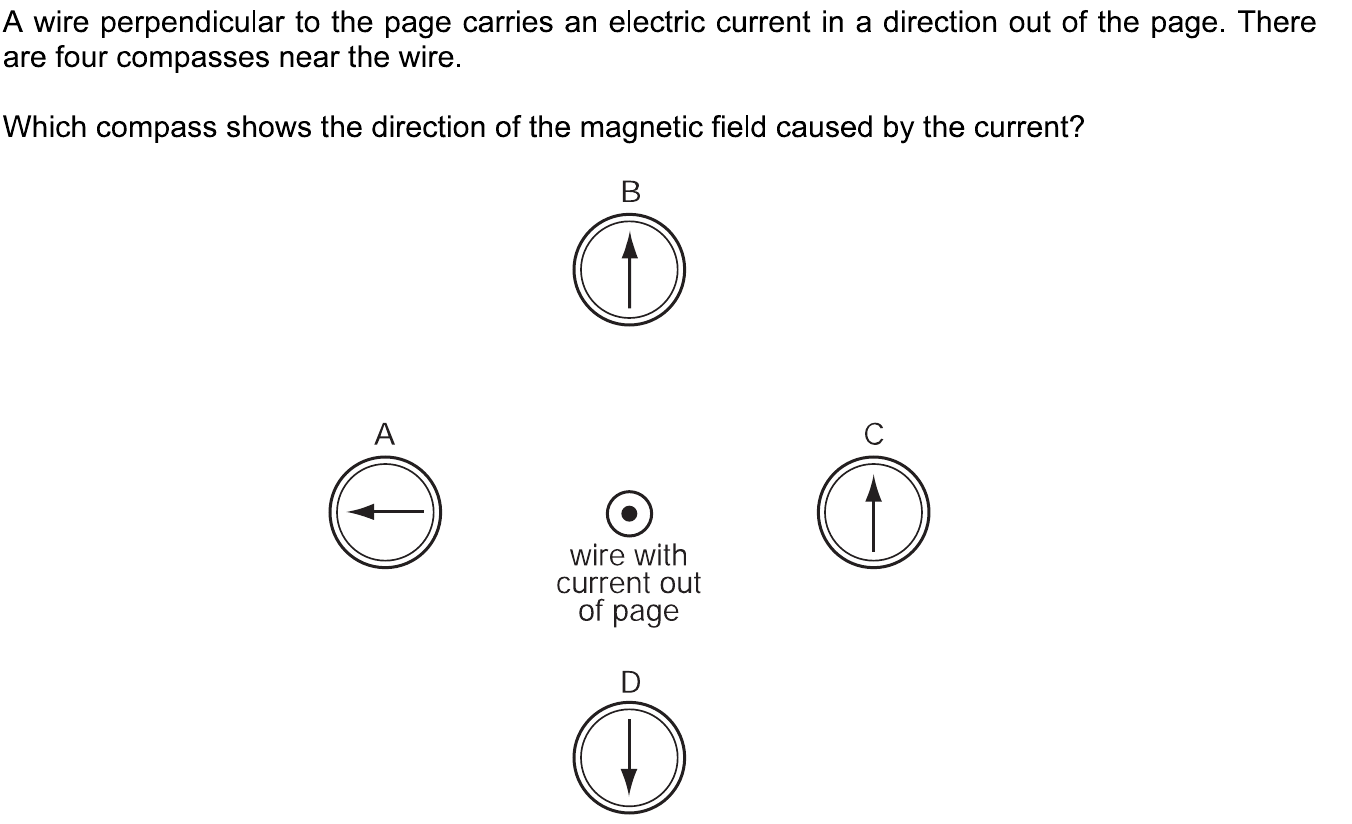 A wire perpendicular to the page carries an electric current in a direction out of the page. There
are four compasses near the wire.
Which compass shows the direction of the magnetic field caused by the current?
B
A
C
wire with
current out
of page
D